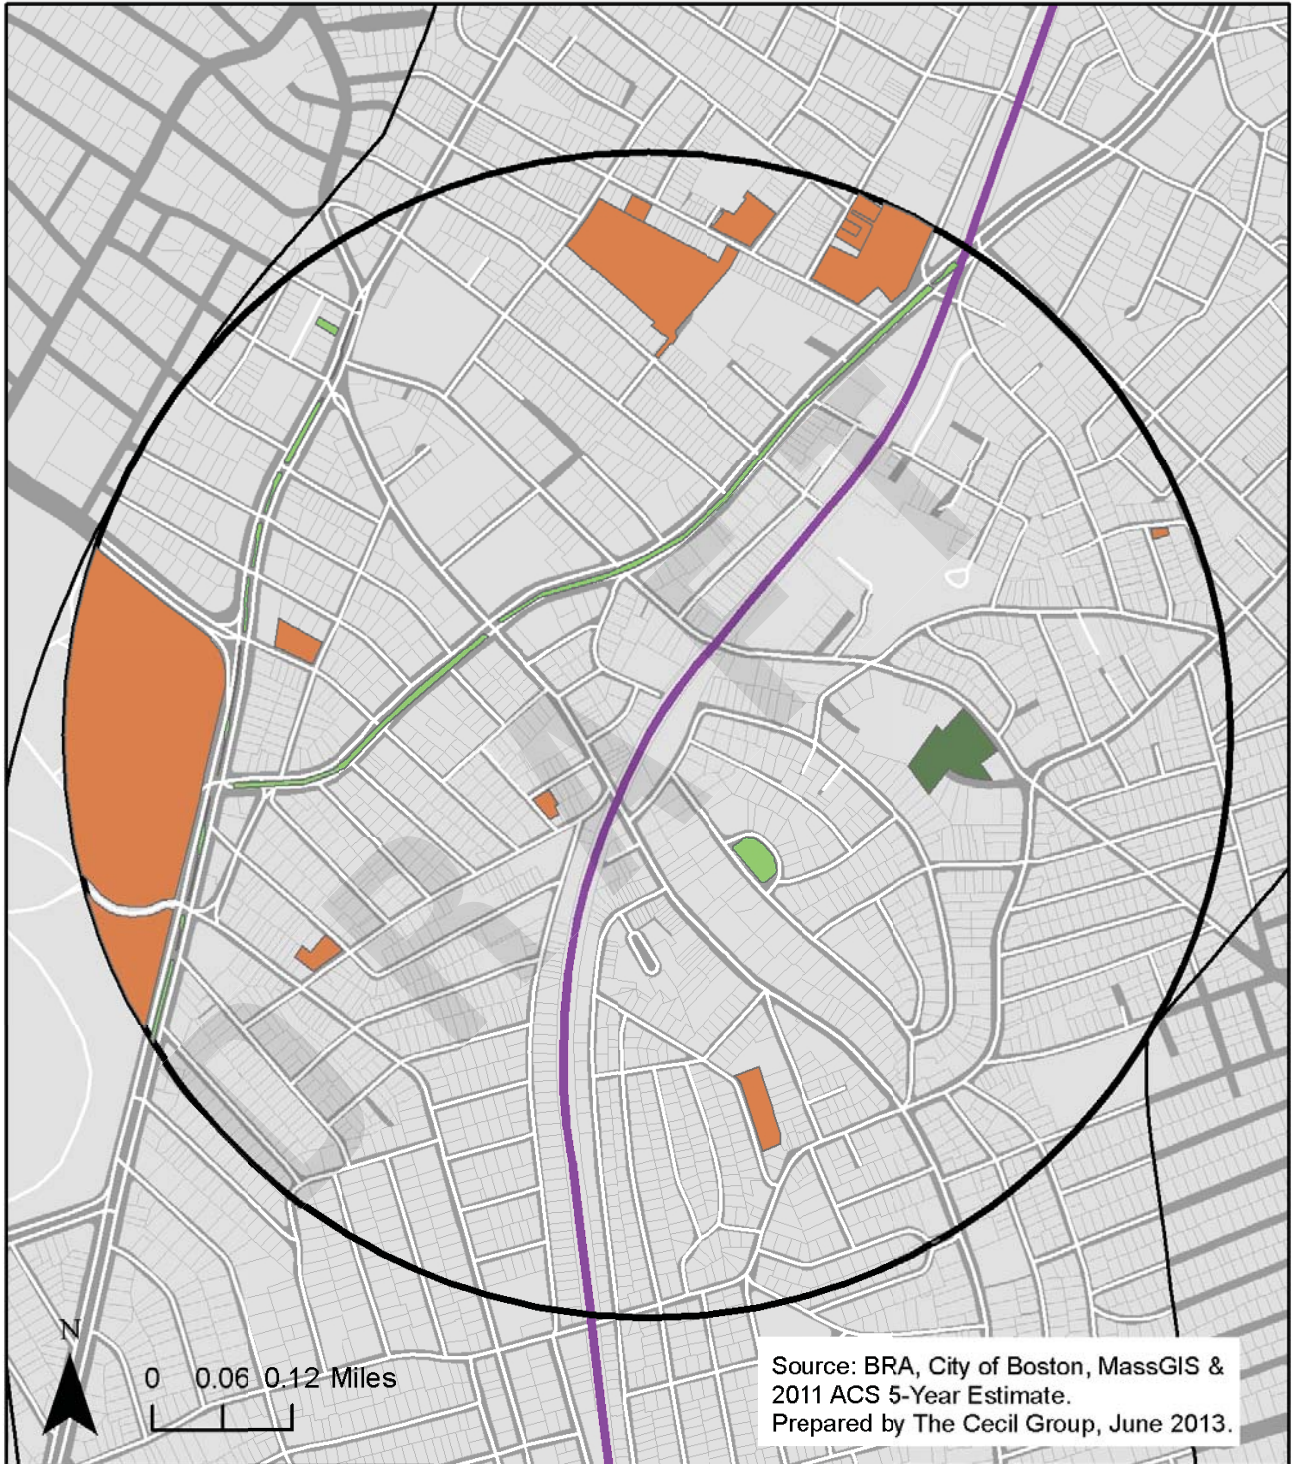 N
0 0.06 0.12 Miles
Source: BRA, City of Boston, MassGIS &
2011 ACS 5-Year Estimate.
Prepared by The Cecil Group, June 2013.